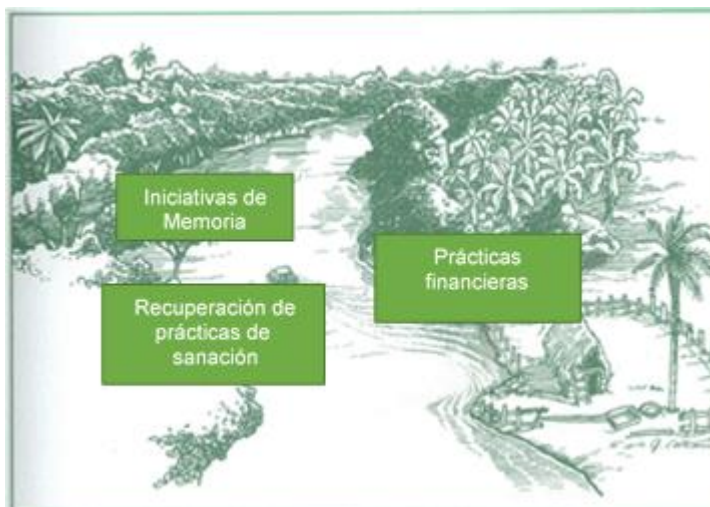 Iniciativas de
Memoria
Prácticas
financieras
Recuperación de
prácticas de
sanación